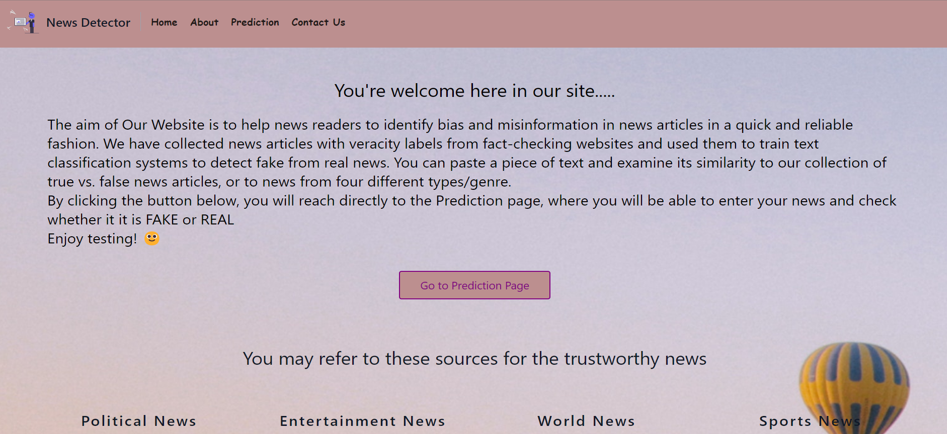 News Detector Home About Prediction Contact Us
You're welcome here in our site.....
The aim of Our Website is to help news readers to identify bias and misinformation in news articles in a quick and reliable
fashion. We have collected news articles with veracity labels from fact-checking websites and used them to train text
classification systems to detect fake from real news. You can paste a piece of text and examine its similarity to our collection of
true vs. false news articles, or to news from four different types/genre.
By clicking the button below, you will reach directly to the Prediction page, where you will be able to enter your news and check
whether it it is FAKE or REAL
Enjoy testing! 🙂
Go to Prediction Page
You may refer to these sources for the trustworthy news
Political News Entertainment News World News Sports News